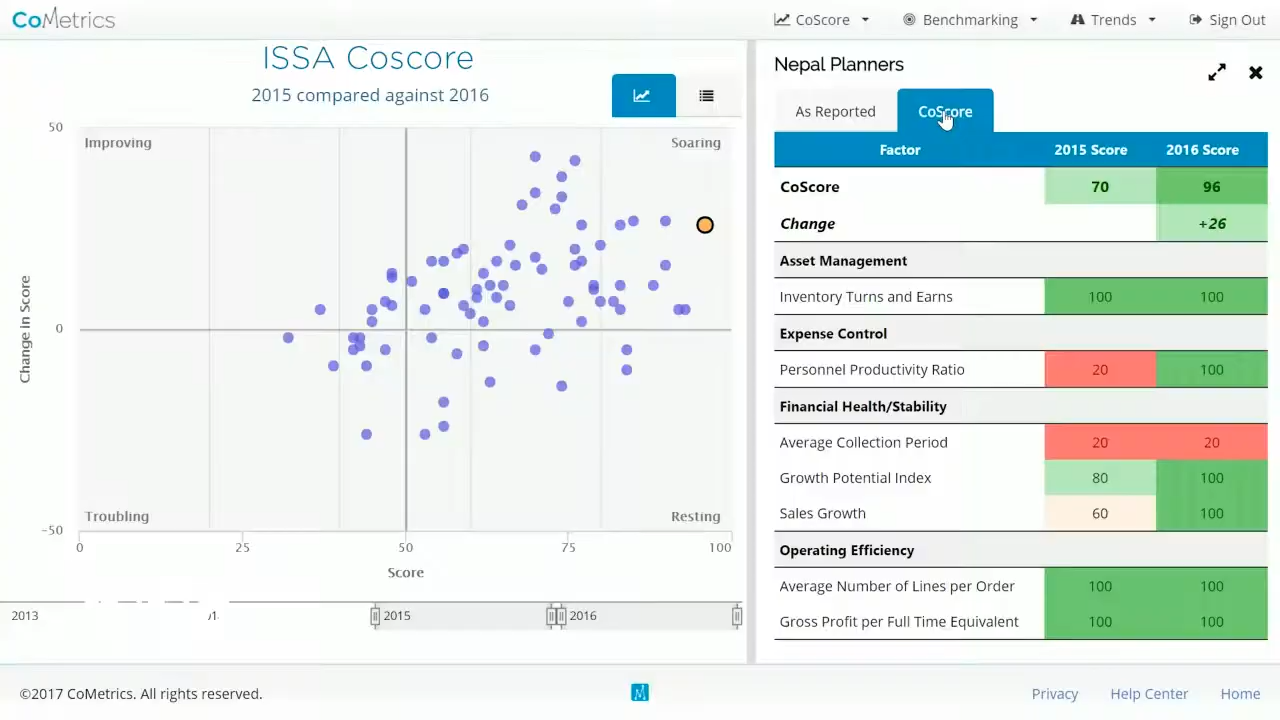 CoMetrics
CoScore
Benchmarking
Trends
Sign Out
ISSA Coscore
2015 compared against 2016
50
Improving
Soaring
Change in Score
0
Troubling
Resting
-50
0
25
50
75
100
Score
2013
2015
2016
Nepal Planners
As Reported
CoScore
Factor 2015 Score 2016 Score
CoScore 70 96
Change +26
Asset Management
Inventory Turns and Earns 100 100
Expense Control
Personnel Productivity Ratio 20 100
Financial Health/Stability
Average Collection Period 20 20
Growth Potential Index 80 100
Sales Growth 60 100
Operating Efficiency
Average Number of Lines per Order 100 100
Gross Profit per Full Time Equivalent 100 100
©2017 CoMetrics. All rights reserved.
M
Privacy
Help Center
Home